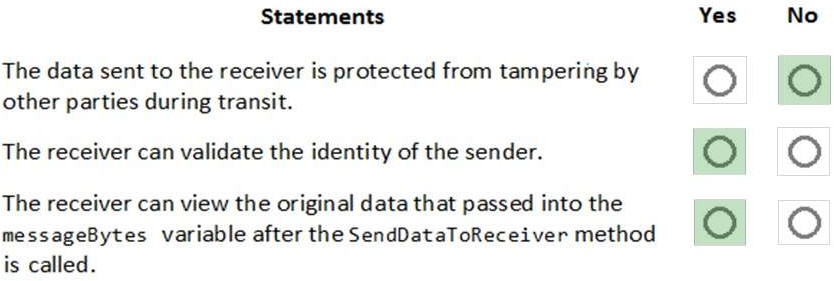 Statements Yes No
The data sent to the receiver is protected from tampering by
other parties during transit.
The receiver can validate the identity of the sender.
The receiver can view the original data that passed into the
messageBytes variable after the SendDataToReceiver method
is called.